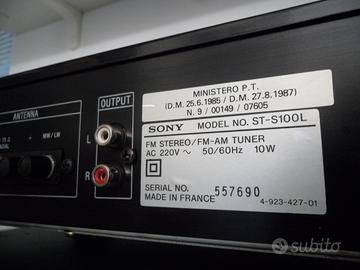 MINISTERO P.T.
(D.M. 25.6.1985 / D.M. 27.8.1987)
N. 9 / 00149 / 07605
ANTENNA
OUTPUT
75 Ω
+
MW/LW
L
R
SONY MODEL NO. ST-S100L
FM STEREO/FM-AM TUNER
AC 220V ~ 50/60Hz 10W
SERIAL NO. 557690
MADE IN FRANCE
4-923-427-01
subito